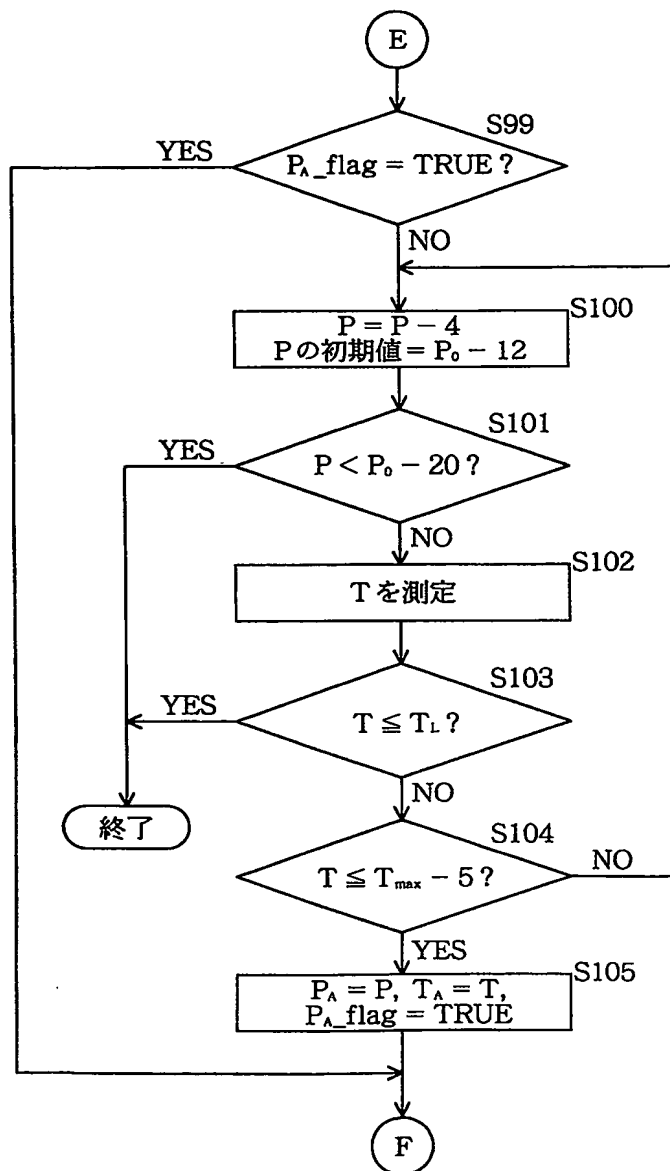 E
S99
YES
P_A_flag = TRUE ?
NO
S100
P = P − 4
Pの初期値 = P₀ − 12
S101
YES
P < P₀ − 20 ?
NO
S102
Tを測定
S103
YES
T ≦ T_L ?
NO
終了
S104
NO
T ≦ T_max − 5 ?
YES
S105
P_A = P, T_A = T,
P_A_flag = TRUE
F